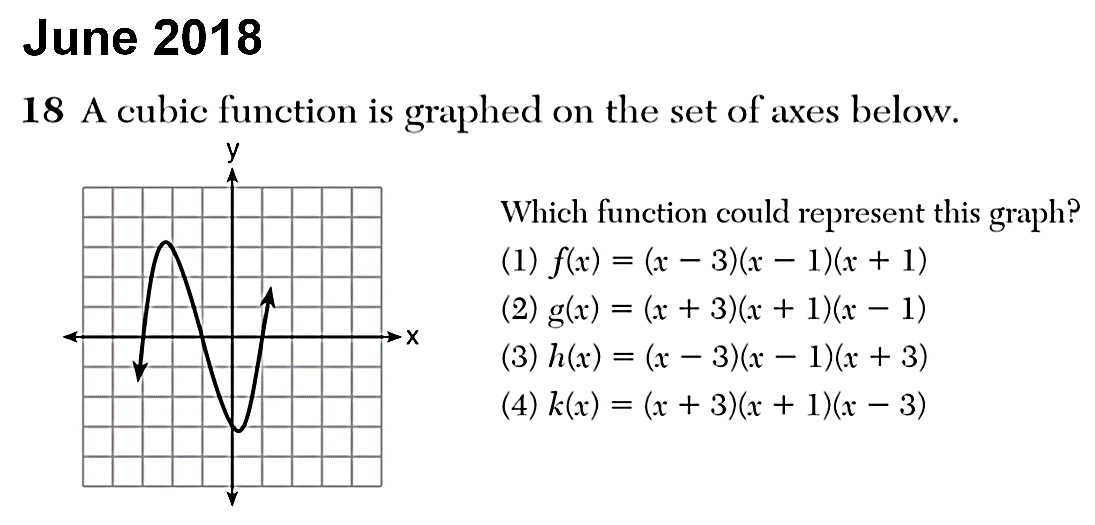 June 2018
18 A cubic function is graphed on the set of axes below.
y
x
Which function could represent this graph?
(1) f(x) = (x − 3)(x − 1)(x + 1)
(2) g(x) = (x + 3)(x + 1)(x − 1)
(3) h(x) = (x − 3)(x − 1)(x + 3)
(4) k(x) = (x + 3)(x + 1)(x − 3)